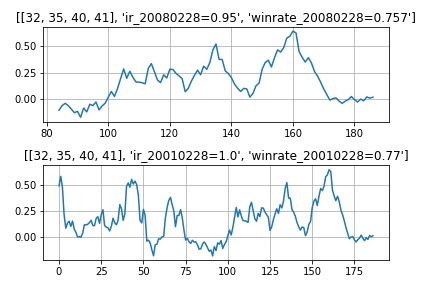 [[32, 35, 40, 41], 'ir_20080228=0.95', 'winrate_20080228=0.757']
0.50
0.25
0.00
80 100 120 140 160 180
[[32, 35, 40, 41], 'ir_20010228=1.0', 'winrate_20010228=0.77']
0.50
0.25
0.00
0 25 50 75 100 125 150 175